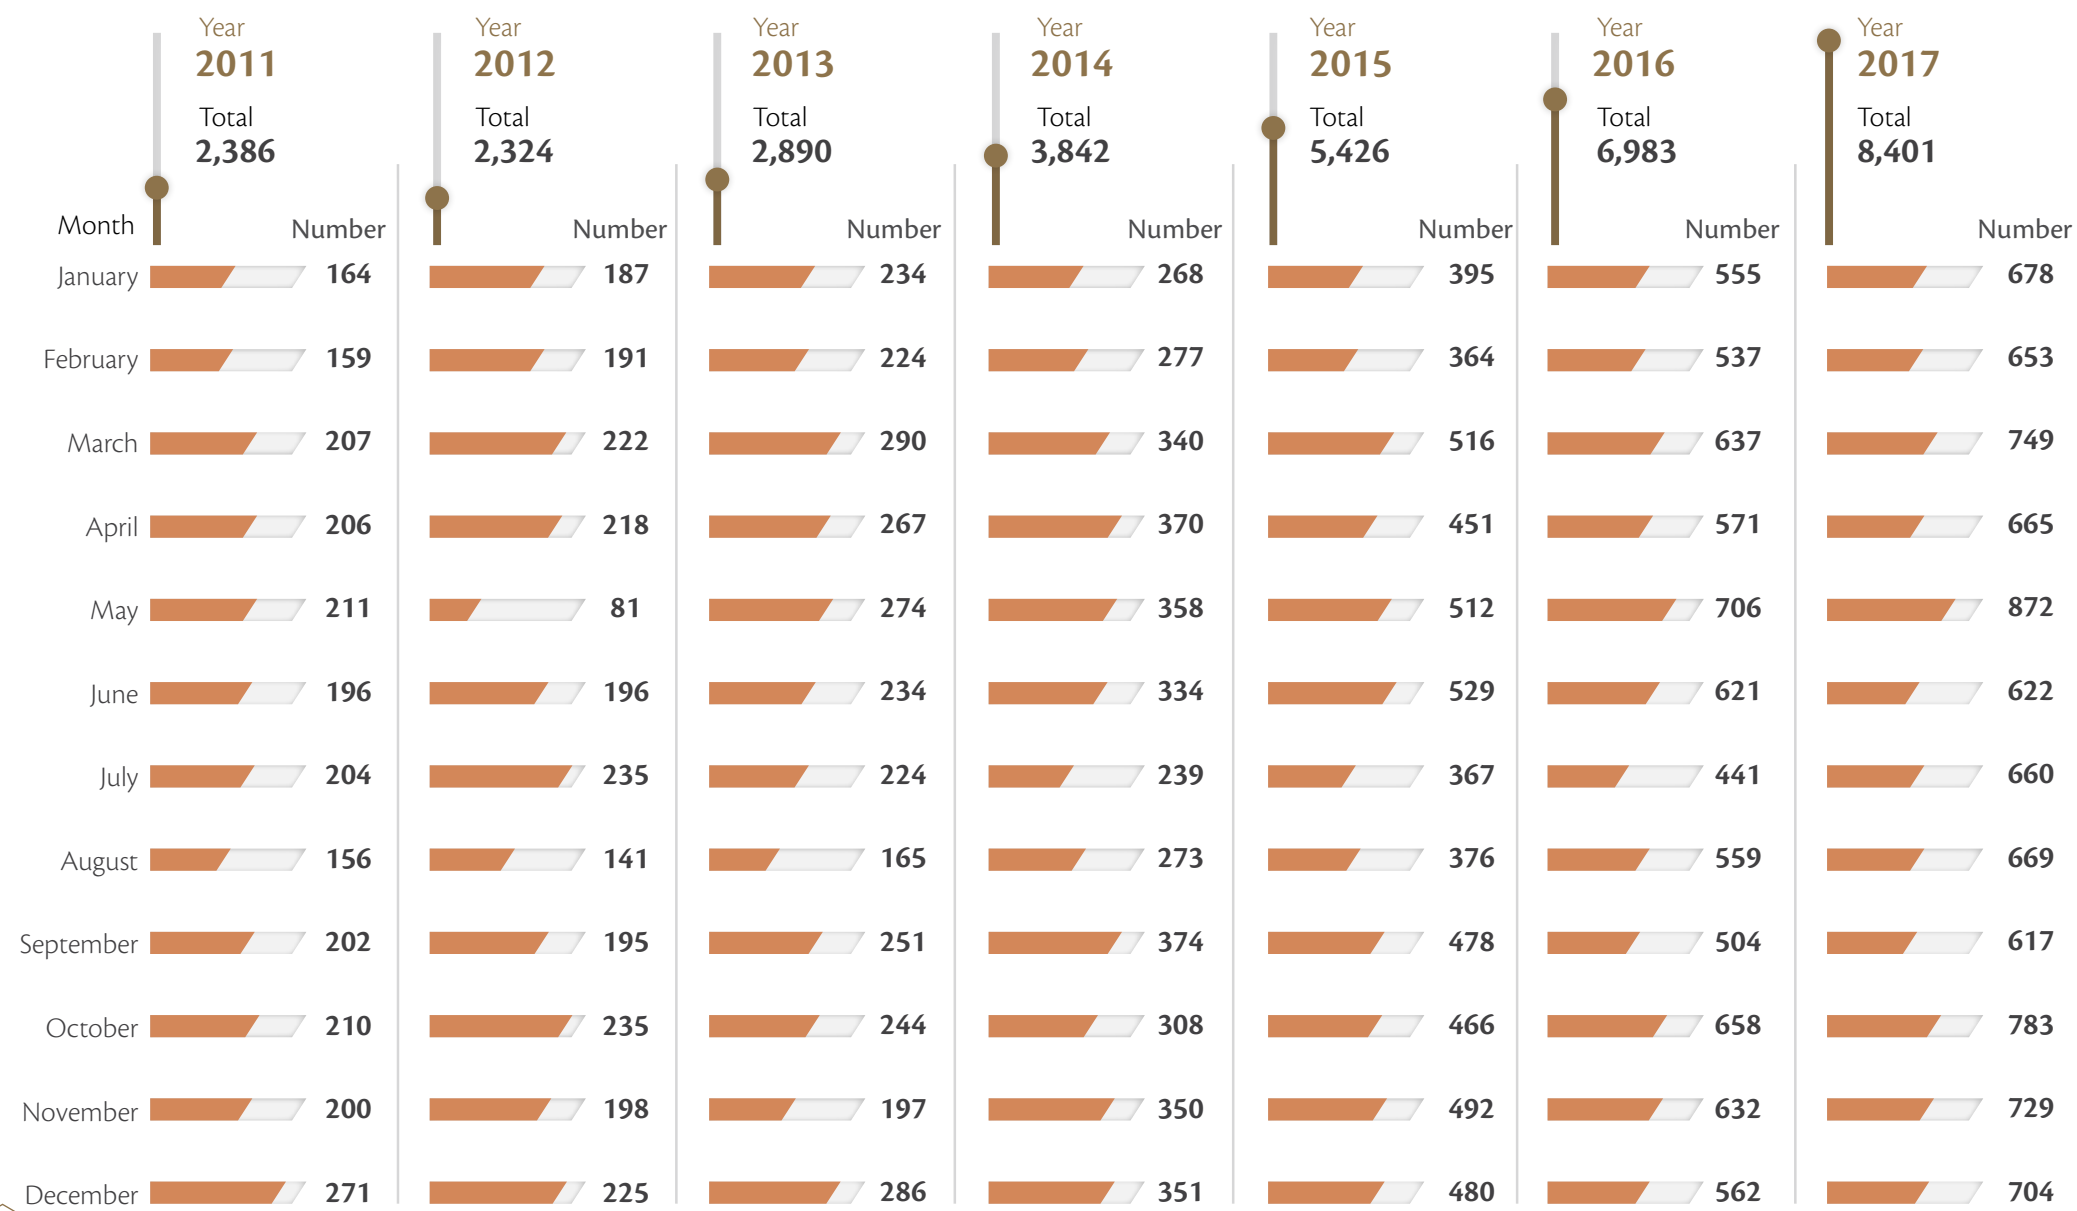 Year Year Year Year Year Year Year
2011 2012 2013 2014 2015 2016 2017
Total Total Total Total Total Total Total
2,386 2,324 2,890 3,842 5,426 6,983 8,401
Month Number Number Number Number Number Number Number
January 164 187 234 268 395 555 678
February 159 191 224 277 364 537 653
March 207 222 290 340 516 637 749
April 206 218 267 370 451 571 665
May 211 81 274 358 512 706 872
June 196 196 234 334 529 621 622
July 204 235 224 239 367 441 660
August 156 141 165 273 376 559 669
September 202 195 251 374 478 504 617
October 210 235 244 308 466 658 783
November 200 198 197 350 492 632 729
December 271 225 286 351 480 562 704